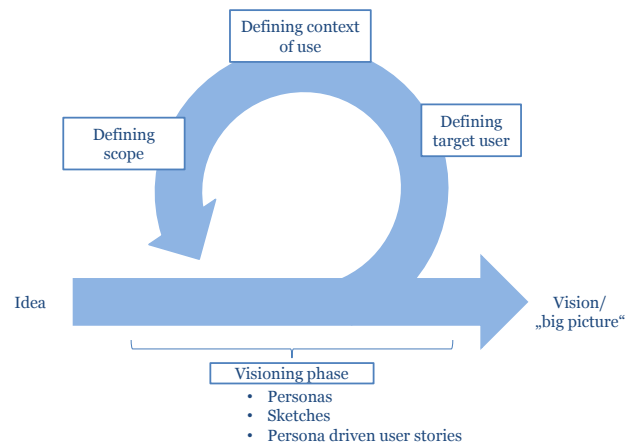 Defining context
of use
Defining
scope
Defining
target user
Idea
Vision/
„big picture“
Visioning phase
• Personas
• Sketches
• Persona driven user stories